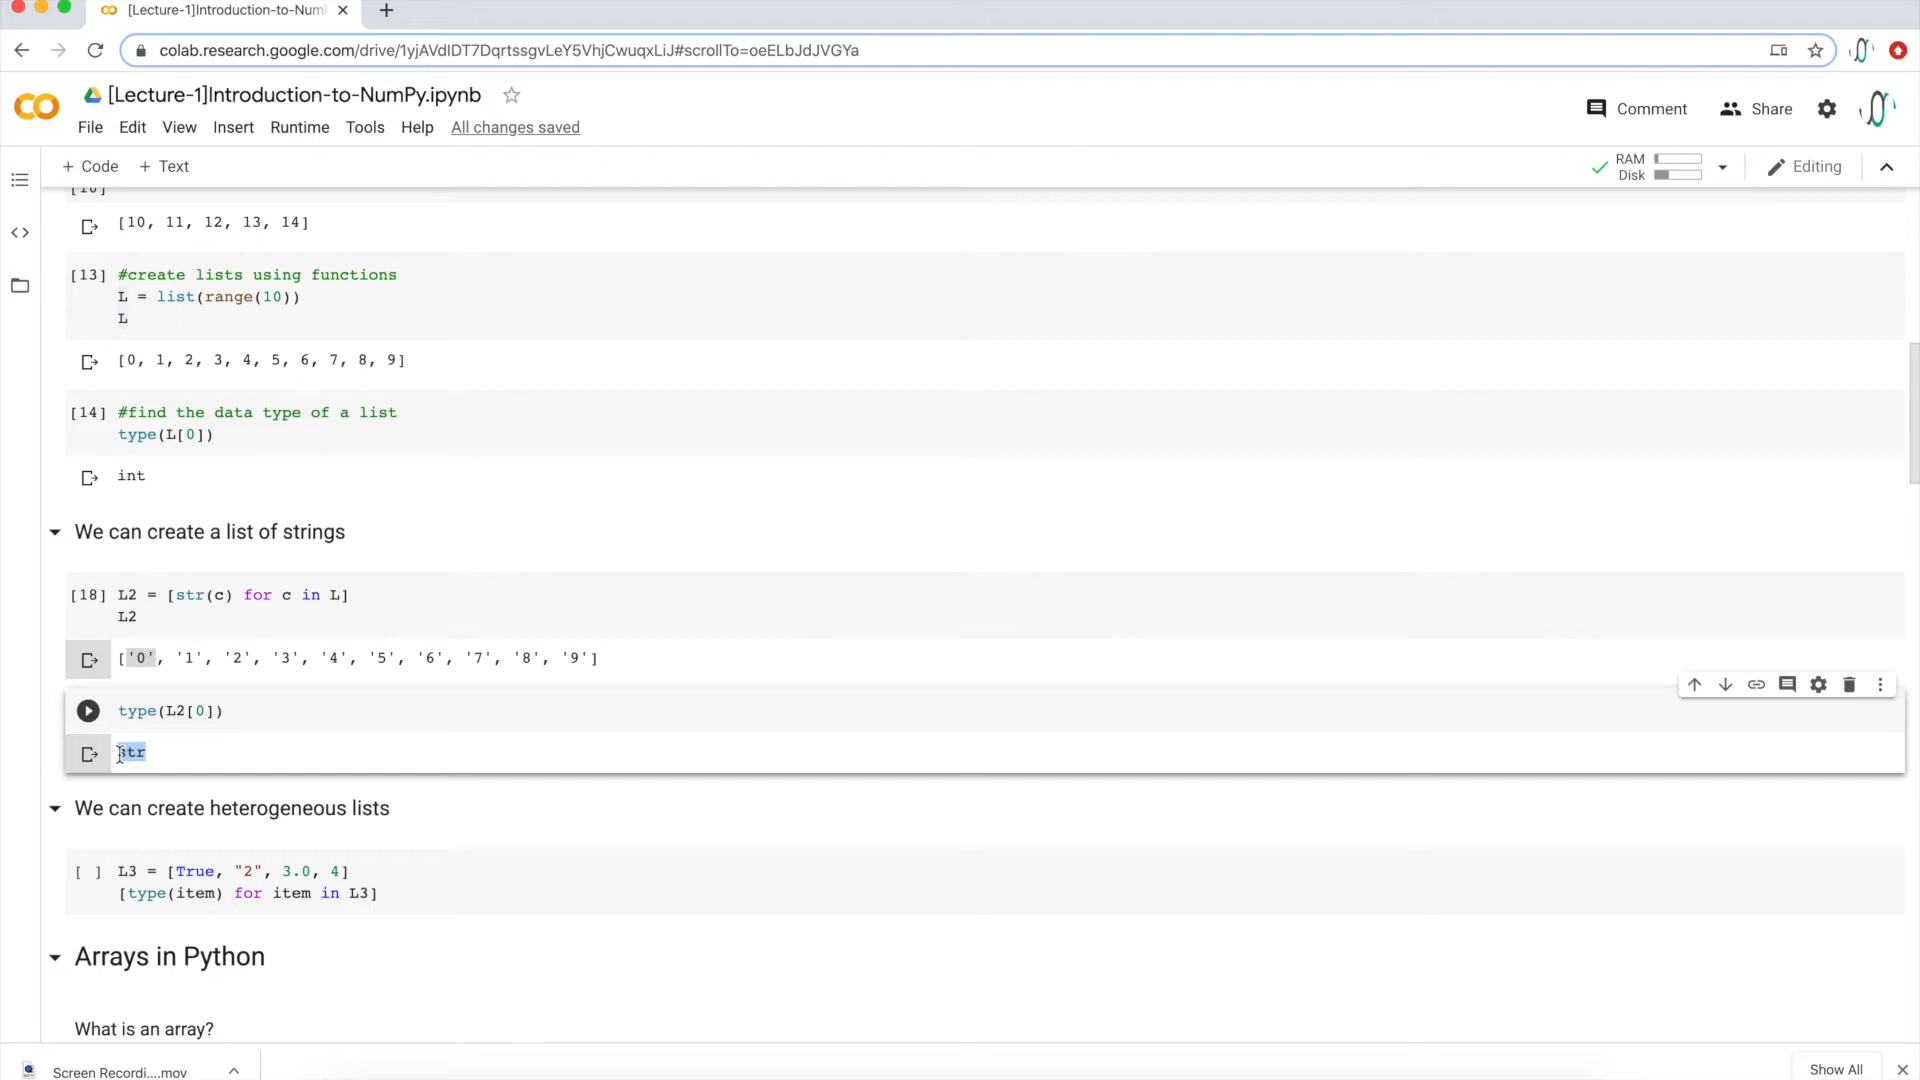 [Lecture-1]Introduction-to-Num
colab.research.google.com/drive/1yjAVdlDT7DqrtssgvLeY5VhjCwuqxLiJ#scrollTo=oeELbJdJVGYa
[Lecture-1]Introduction-to-NumPy.ipynb
Comment Share
File Edit View Insert Runtime Tools Help All changes saved
+ Code + Text
RAM
Disk
Editing
[10, 11, 12, 13, 14]
[13] #create lists using functions
L = list(range(10))
L
[0, 1, 2, 3, 4, 5, 6, 7, 8, 9]
[14] #find the data type of a list
type(L[0])
int
We can create a list of strings
[18] L2 = [str(c) for c in L]
L2
['0', '1', '2', '3', '4', '5', '6', '7', '8', '9']
type(L2[0])
str
We can create heterogeneous lists
[ ] L3 = [True, "2", 3.0, 4]
[type(item) for item in L3]
Arrays in Python
What is an array?
Screen Recordi....mov
Show All